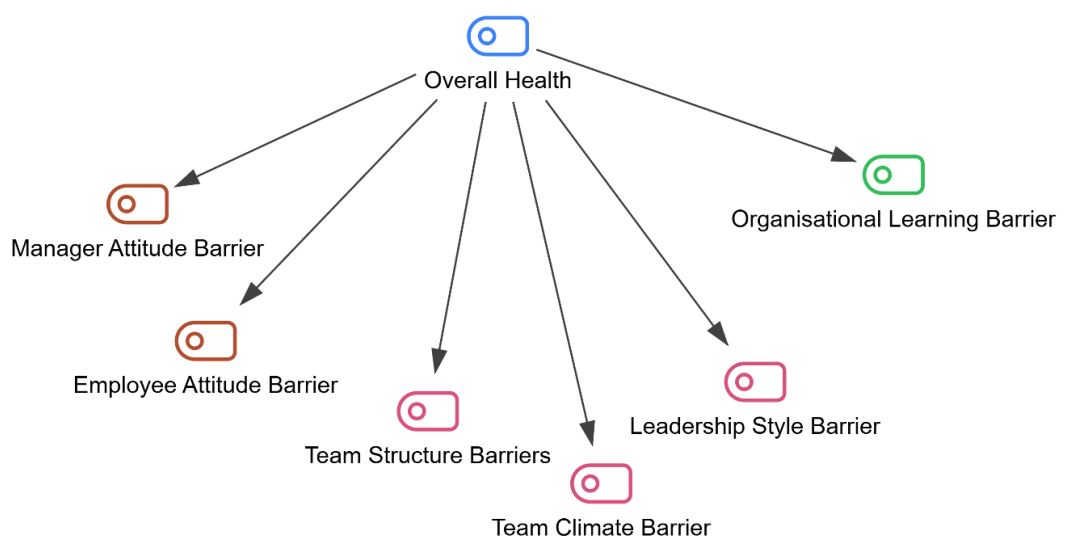 Overall Health
Organisational Learning Barrier
Manager Attitude Barrier
Employee Attitude Barrier
Leadership Style Barrier
Team Structure Barriers
Team Climate Barrier